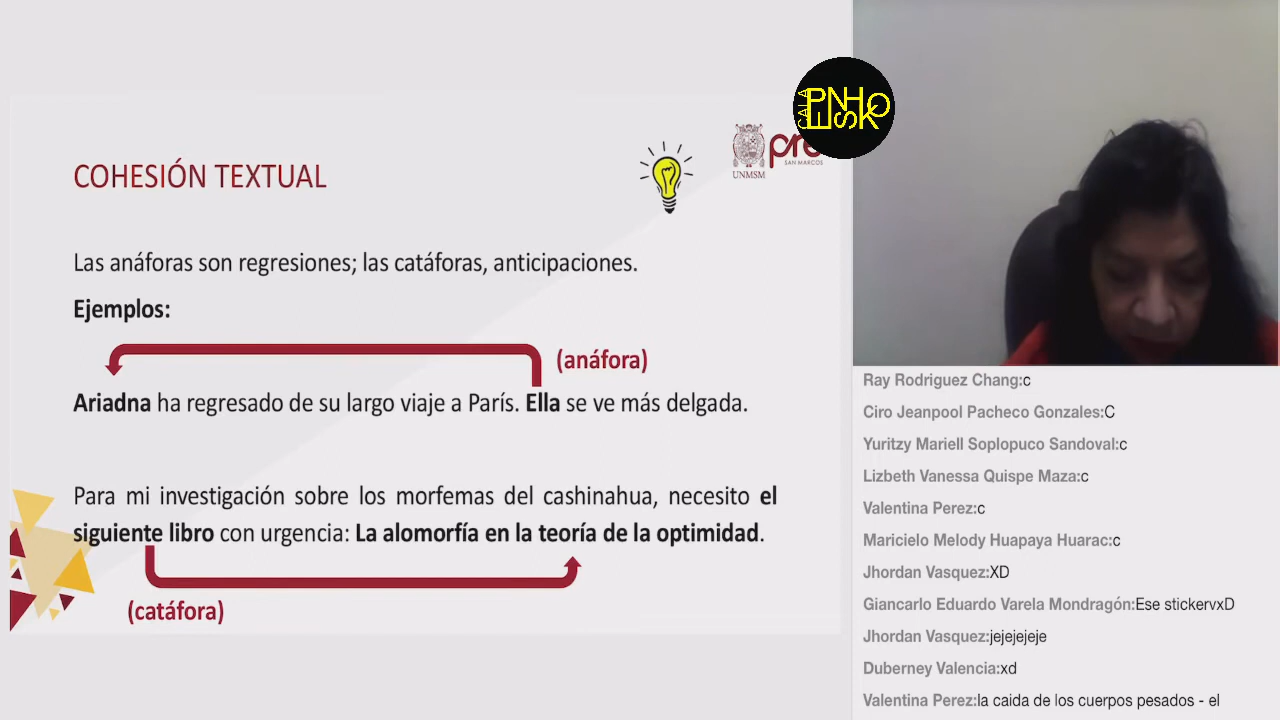 CALA
PNHO
ESK
pre
SAN MARCOS
UNMSM
COHESIÓN TEXTUAL
Las anáforas son regresiones; las catáforas, anticipaciones.
Ejemplos:
(anáfora)
Ariadna ha regresado de su largo viaje a París. Ella se ve más delgada.
Para mi investigación sobre los morfemas del cashinahua, necesito el
siguiente libro con urgencia: La alomorfía en la teoría de la optimidad.
(catáfora)
Ray Rodriguez Chang:c
Ciro Jeanpool Pacheco Gonzales:C
Yuritzy Mariell Soplopuco Sandoval:c
Lizbeth Vanessa Quispe Maza:c
Valentina Perez:c
Maricielo Melody Huapaya Huarac:c
Jhordan Vasquez:XD
Giancarlo Eduardo Varela Mondragón:Ese stickervxD
Jhordan Vasquez:jejejejeje
Duberney Valencia:xd
Valentina Perez:la caida de los cuerpos pesados - el